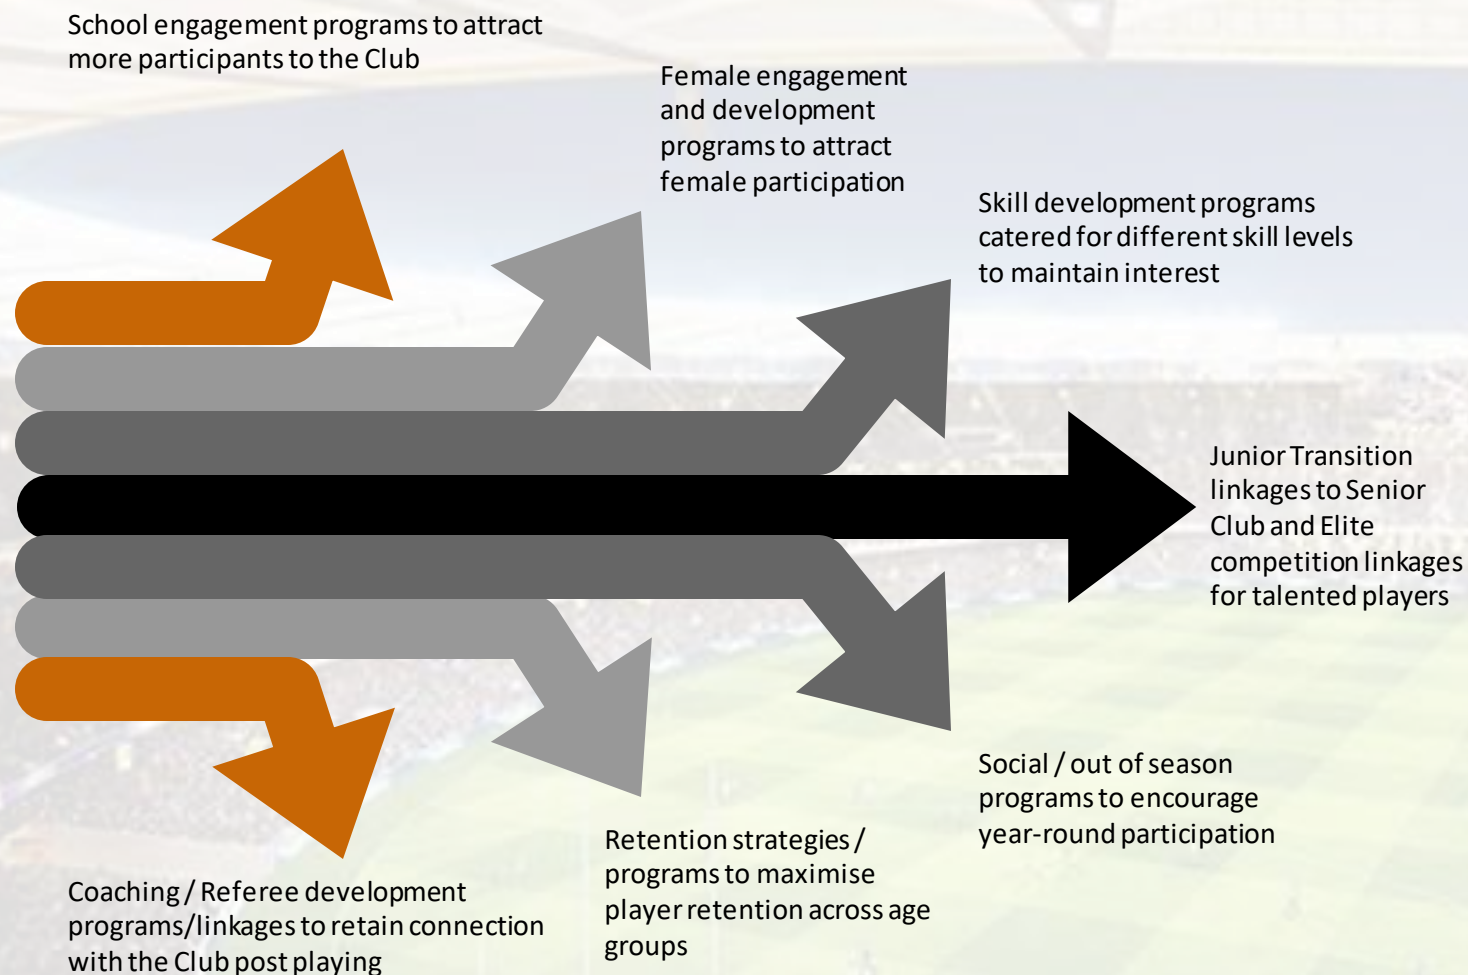 School engagement programs to attract
more participants to the Club
Female engagement
and development
programs to attract
female participation
Skill development programs
catered for different skill levels
to maintain interest
Junior Transition
linkages to Senior
Club and Elite
competition linkages
for talented players
Social / out of season
programs to encourage
year-round participation
Retention strategies /
programs to maximise
player retention across age
groups
Coaching / Referee development
programs/linkages to retain connection
with the Club post playing